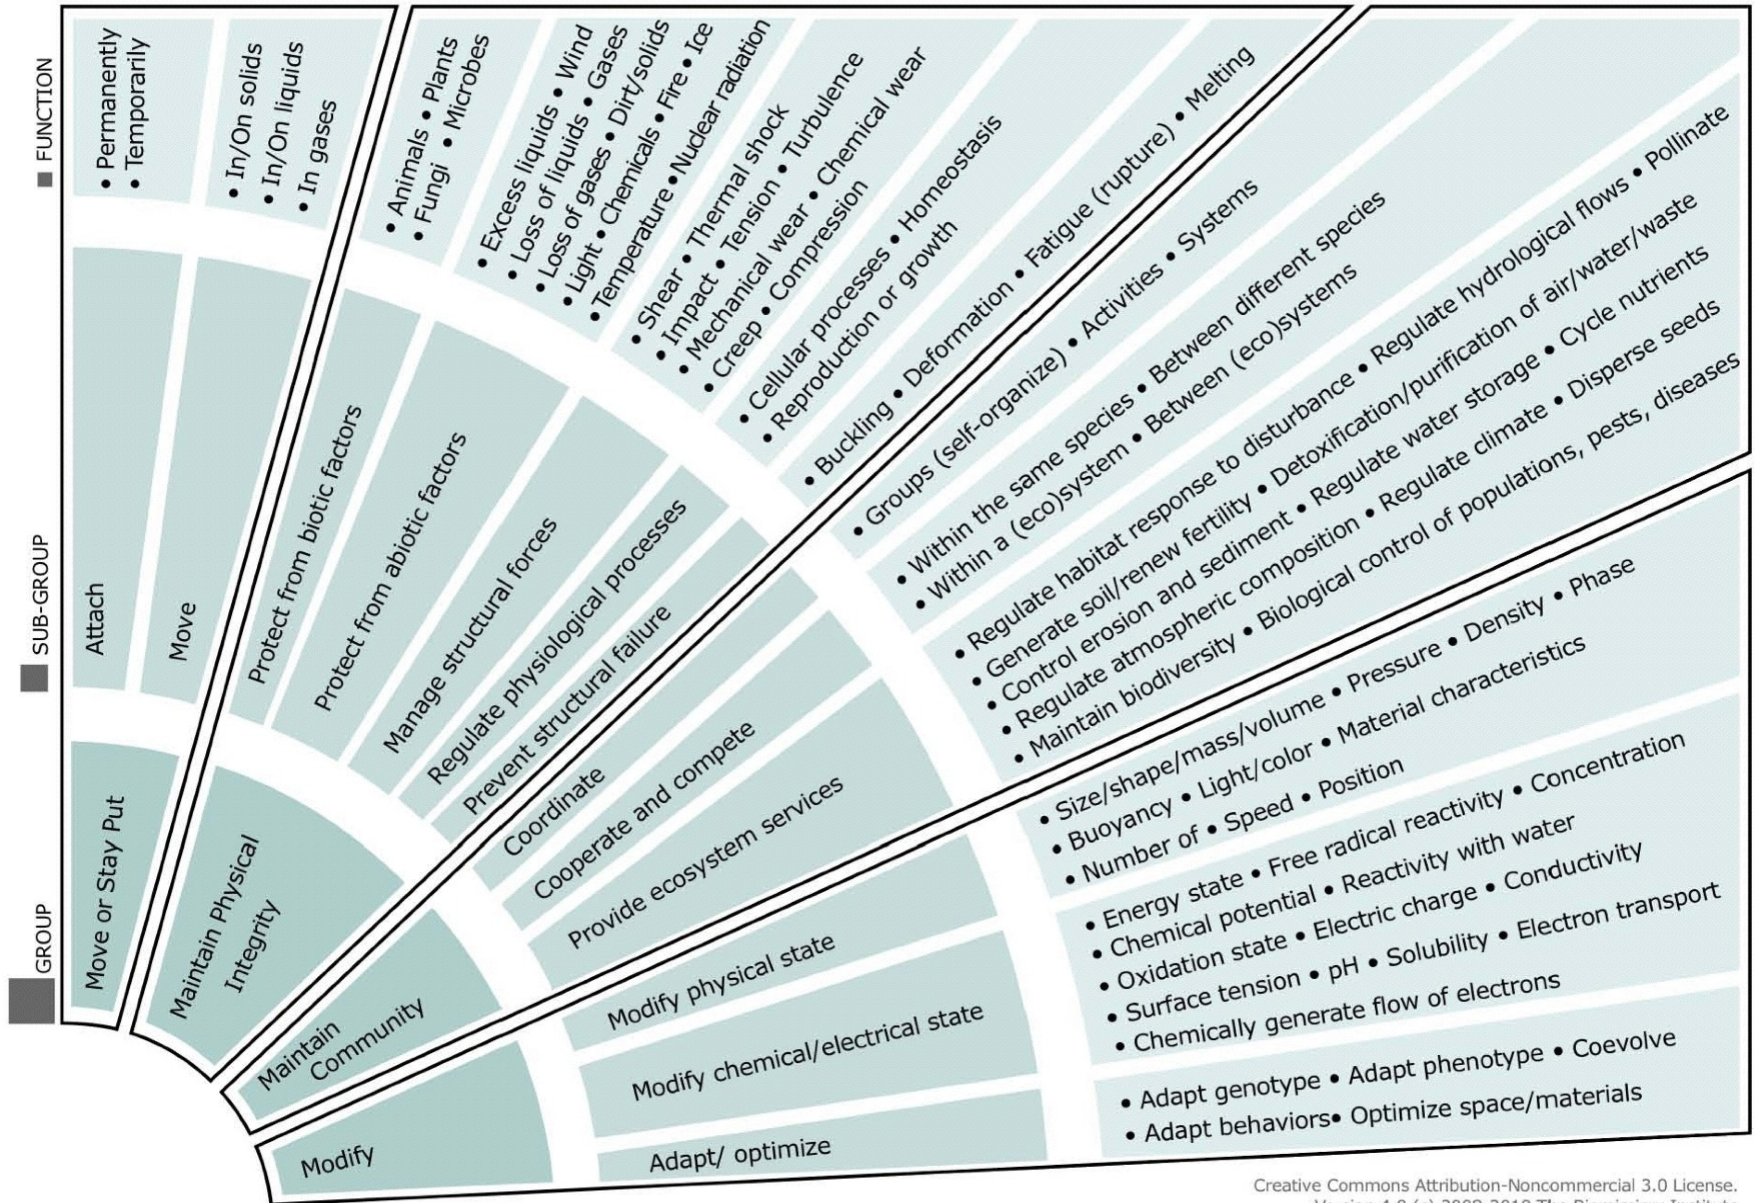 FUNCTION
SUB-GROUP
GROUP
Move or Stay Put
Attach
• Permanently
• Temporarily
Move
• In/On solids
• In/On liquids
• In gases
Maintain Physical
Integrity
Protect from biotic factors
• Animals • Plants
• Fungi • Microbes
Protect from abiotic factors
• Excess liquids • Wind
• Loss of liquids • Gases
• Loss of gases • Dirt/solids
• Light • Chemicals • Fire • Ice
• Temperature • Nuclear radiation
Manage structural forces
• Shear • Thermal shock
• Impact • Tension • Turbulence
• Mechanical wear • Chemical wear
• Creep • Compression
Regulate physiological processes
• Cellular processes • Homeostasis
• Reproduction or growth
Prevent structural failure
• Buckling • Deformation • Fatigue (rupture) • Melting
Maintain
Community
Coordinate
• Groups (self-organize) • Activities • Systems
Cooperate and compete
• Within the same species • Between different species
• Within a (eco)system • Between (eco)systems
Provide ecosystem services
• Regulate habitat response to disturbance • Regulate hydrological flows • Pollinate
• Generate soil/renew fertility • Detoxification/purification of air/water/waste
• Control erosion and sediment • Regulate water storage • Cycle nutrients
• Regulate atmospheric composition • Regulate climate • Disperse seeds
• Maintain biodiversity • Biological control of populations, pests, diseases
Modify
Modify physical state
• Size/shape/mass/volume • Pressure • Density • Phase
• Buoyancy • Light/color • Material characteristics
• Number of • Speed • Position
Modify chemical/electrical state
• Energy state • Free radical reactivity • Concentration
• Chemical potential • Reactivity with water
• Oxidation state • Electric charge • Conductivity
• Surface tension • pH • Solubility • Electron transport
• Chemically generate flow of electrons
Adapt/ optimize
• Adapt genotype • Adapt phenotype • Coevolve
• Adapt behaviors• Optimize space/materials
Creative Commons Attribution-Noncommercial 3.0 License.